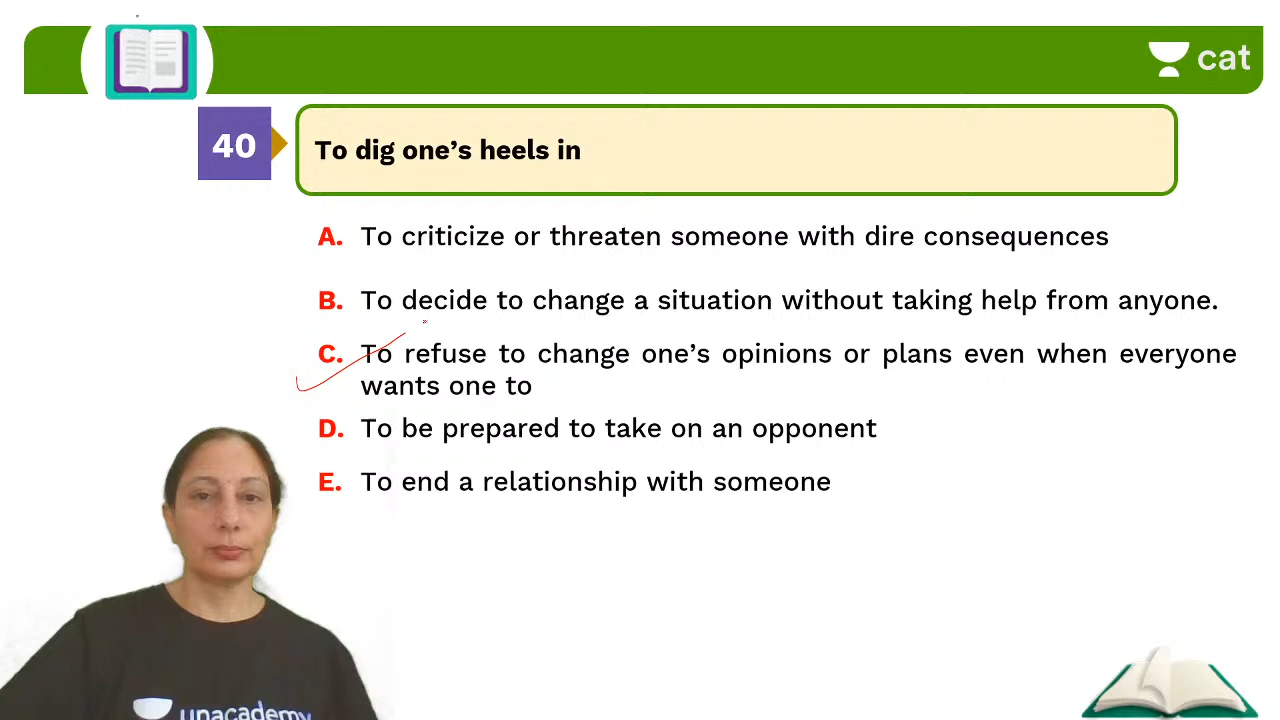 cat
40
To dig one's heels in
A. To criticize or threaten someone with dire consequences
B. To decide to change a situation without taking help from anyone.
C. To refuse to change one's opinions or plans even when everyone
wants one to
D. To be prepared to take on an opponent
E. To end a relationship with someone
unacademy